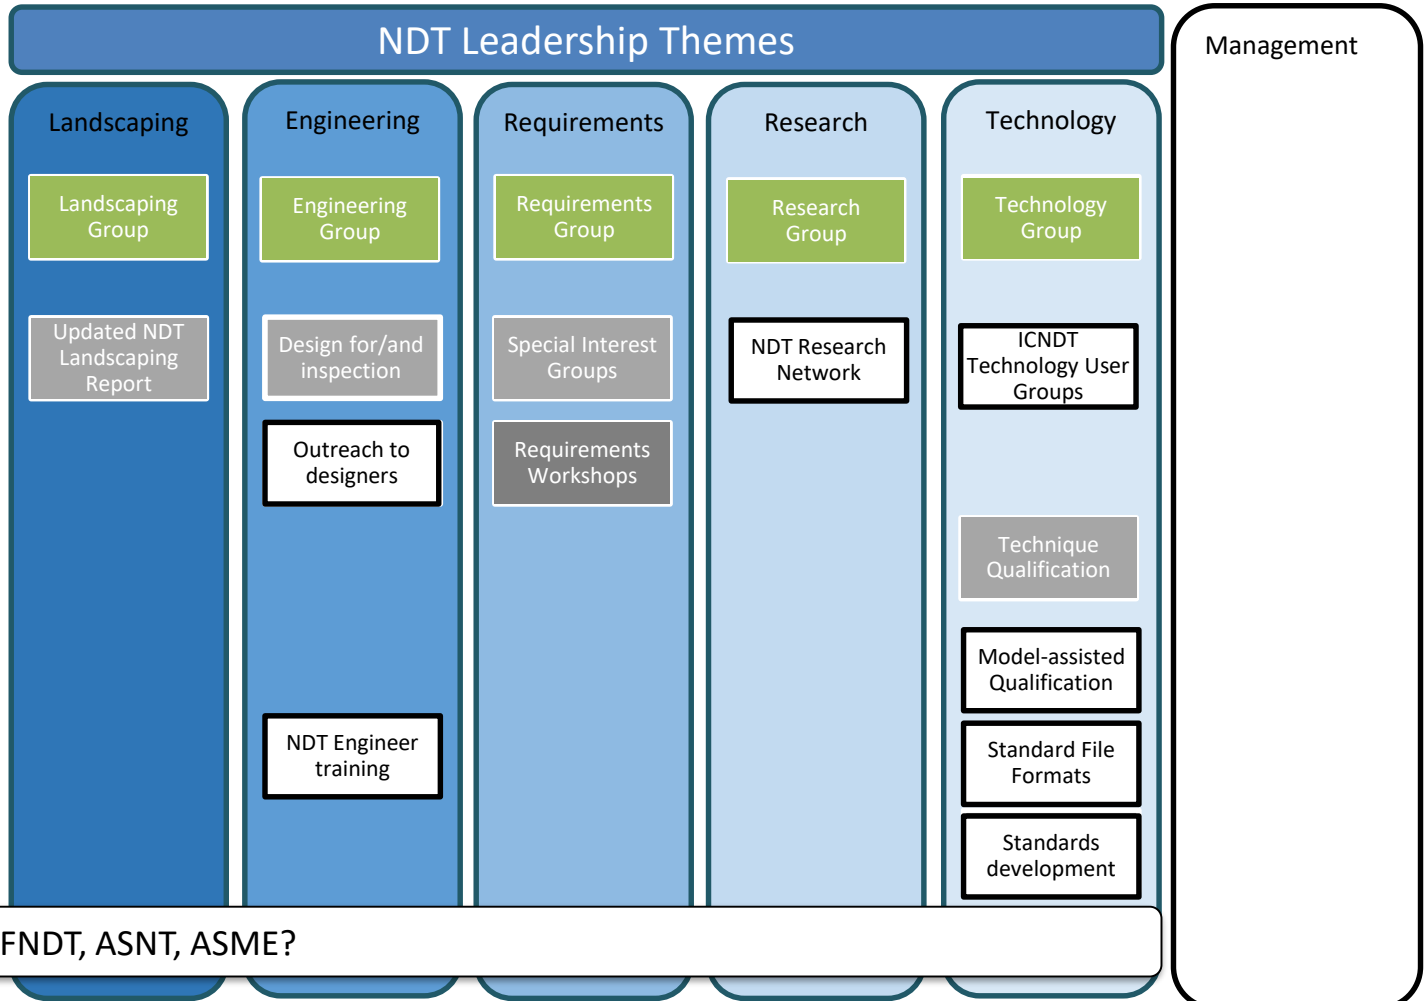 NDT Leadership Themes
Management
Landscaping
Engineering
Requirements
Research
Technology
Landscaping
Group
Engineering
Group
Requirements
Group
Research
Group
Technology
Group
Updated NDT
Landscaping
Report
Design for/and
inspection
Special Interest
Groups
NDT Research
Network
ICNDT
Technology User
Groups
Outreach to
designers
Requirements
Workshops
Technique
Qualification
Model-assisted
Qualification
NDT Engineer
training
Standard File
Formats
Standards
development
FNDT, ASNT, ASME?